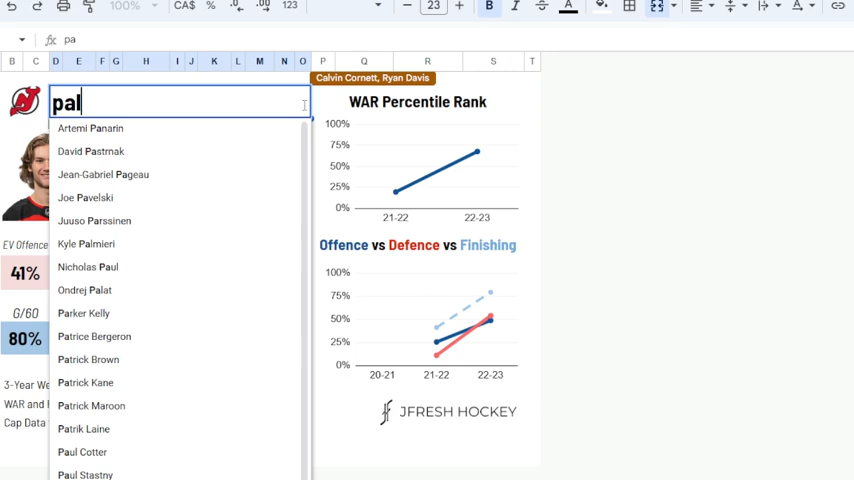 100%
CA$ % .0 .00 123
23
B I A
fx pa
B C D E F G H I J K L M N O P Q R S T
Calvin Cornett, Ryan Davis
pal
Artemi Panarin
David Pastrnak
Jean-Gabriel Pageau
Joe Pavelski
Juuso Parssinen
Kyle Palmieri
Nicholas Paul
Ondrej Palat
Parker Kelly
Patrice Bergeron
Patrick Brown
Patrick Kane
Patrick Maroon
Patrik Laine
Paul Cotter
Paul Stastny
EV Offence
41%
G/60
80%
3-Year We
WAR and
Cap Data
WAR Percentile Rank
100%
75%
50%
25%
0%
21-22 22-23
Offence vs Defence vs Finishing
100%
75%
50%
25%
0%
20-21 21-22 22-23
JFRESH HOCKEY